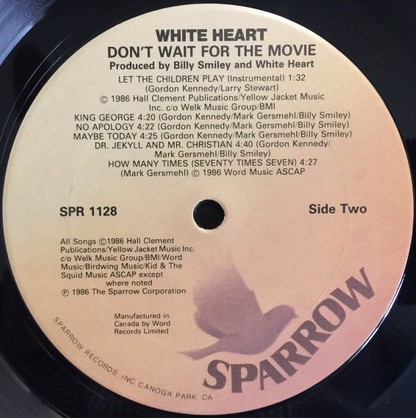 WHITE HEART
DON'T WAIT FOR THE MOVIE
Produced by Billy Smiley and White Heart
LET THE CHILDREN PLAY (Instrumental) 1:32
(Gordon Kennedy/Larry Stewart)
© 1986 Hall Clement Publications/Yellow Jacket Music
Inc. c/o Welk Music Group/BMI
KING GEORGE 4:20 (Gordon Kennedy/Mark Gersmehl/Billy Smiley)
NO APOLOGY 4:22 (Gordon Kennedy/Mark Gersmehl/Billy Smiley)
MAYBE TODAY 4:25 (Gordon Kennedy/Mark Gersmehl/Billy Smiley)
DR. JEKYLL AND MR. CHRISTIAN 4:40 (Gordon Kennedy/
Mark Gersmehl/Billy Smiley)
HOW MANY TIMES (SEVENTY TIMES SEVEN) 4:27
(Mark Gersmehl) © 1986 Word Music ASCAP
SPR 1128
Side Two
All Songs ©1986 Hall Clement
Publications/Yellow Jacket Music Inc.
c/o Welk Music Group/BMI/Word
Music/Birdwing Music/Kid & The
Squid Music ASCAP except
where noted
℗ 1986 The Sparrow Corporation
Manufactured in
Canada by Word
Records Limited
SPARROW
SPARROW RECORDS, INC. CANOGA PARK, CA